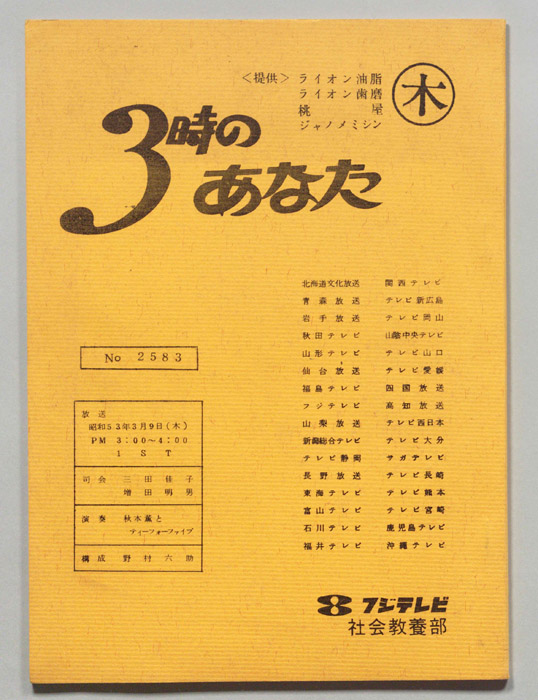 <提供> ライオン油脂
ライオン歯磨
桃屋
ジャノメミシン
木
3時の
あなた
北海道文化放送
青森放送
岩手放送
秋田テレビ
山形テレビ
仙台放送
福島テレビ
フジテレビ
山梨放送
新潟総合テレビ
テレビ静岡
長野放送
東海テレビ
富山テレビ
石川テレビ
福井テレビ
関西テレビ
テレビ新広島
テレビ岡山
山陰中央テレビ
テレビ山口
テレビ愛媛
四国放送
高知放送
テレビ西日本
テレビ大分
サガテレビ
テレビ長崎
テレビ熊本
テレビ宮崎
鹿児島テレビ
沖縄テレビ
No 2583
放送
昭和53年3月9日(木)
PM 3:00~4:00
1 S T
司会 三田佳子
増田明男
演奏 秋本薫と
ティーフォーファイブ
構成 野村六助
8 フジテレビ
社会教養部